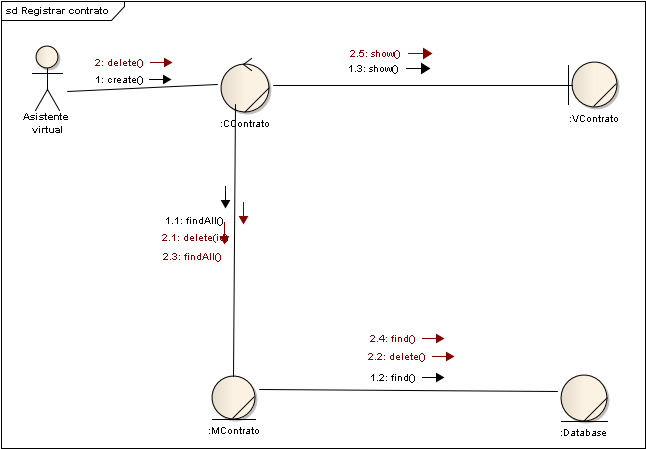 sd Registrar contrato
2: delete()
1: create()
Asistente
virtual
:CContrato
2.5: show()
1.3: show()
:VContrato
1.1: findAll()
2.1: delete(int)
2.3: findAll()
2.4: find()
2.2: delete()
1.2: find()
:MContrato
:Database